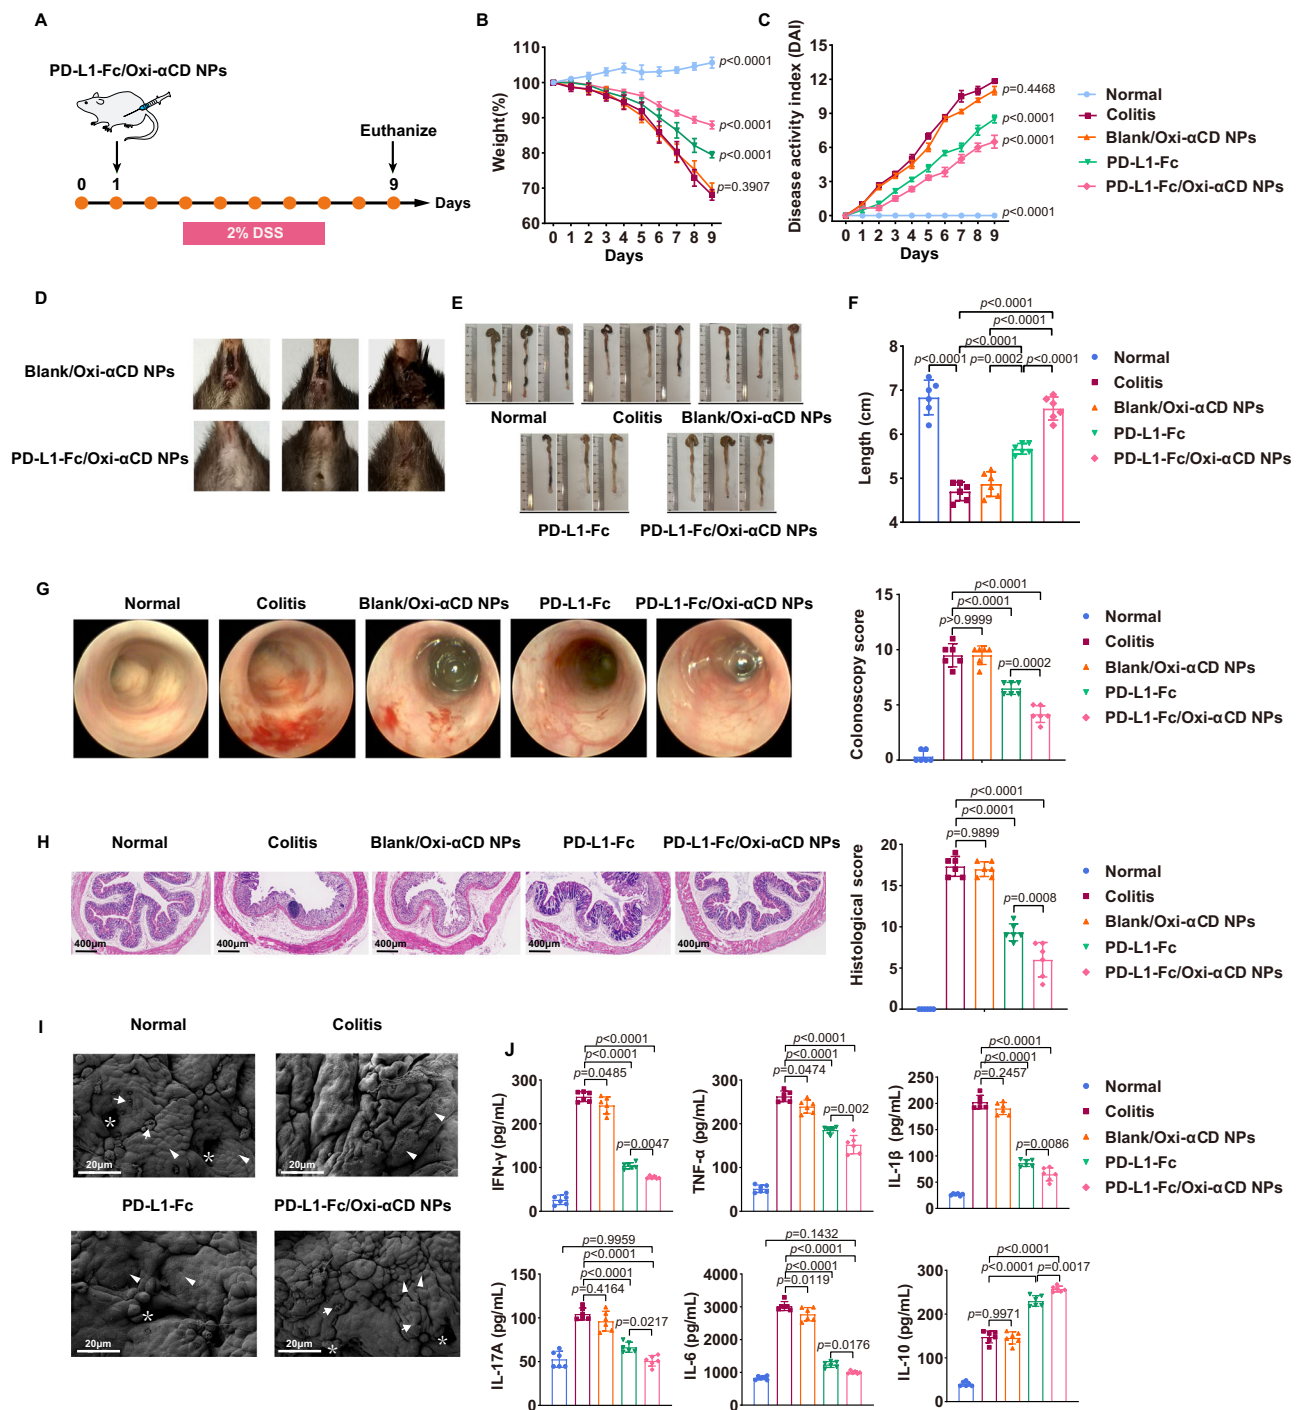 A
PD-L1-Fc/Oxi-αCD NPs
Euthanize
0
1
9
Days
2% DSS
B
Weight(%)
110
100
90
80
70
60
p<0.0001
p<0.0001
p<0.0001
p=0.3907
0 1 2 3 4 5 6 7 8 9
Days
C
Disease activity index (DAI)
15
12
9
6
3
0
p=0.4468
p<0.0001
p<0.0001
p<0.0001
0 1 2 3 4 5 6 7 8 9
Days
Normal
Colitis
Blank/Oxi-αCD NPs
PD-L1-Fc
PD-L1-Fc/Oxi-αCD NPs
D
Blank/Oxi-αCD NPs
PD-L1-Fc/Oxi-αCD NPs
E
Normal
Colitis
Blank/Oxi-αCD NPs
PD-L1-Fc
PD-L1-Fc/Oxi-αCD NPs
F
p<0.0001
p<0.0001
p<0.0001
p<0.0001
p=0.0002
p<0.0001
Length (cm)
8
7
6
5
4
Normal
Colitis
Blank/Oxi-αCD NPs
PD-L1-Fc
PD-L1-Fc/Oxi-αCD NPs
G
Normal
Colitis
Blank/Oxi-αCD NPs
PD-L1-Fc
PD-L1-Fc/Oxi-αCD NPs
p<0.0001
p<0.0001
p>0.9999
p=0.0002
Colonoscopy score
15
10
5
0
Normal
Colitis
Blank/Oxi-αCD NPs
PD-L1-Fc
PD-L1-Fc/Oxi-αCD NPs
H
Normal
Colitis
Blank/Oxi-αCD NPs
PD-L1-Fc
PD-L1-Fc/Oxi-αCD NPs
400μm
400μm
400μm
400μm
400μm
p<0.0001
p<0.0001
p=0.9899
p=0.0008
Histological score
20
15
10
5
0
Normal
Colitis
Blank/Oxi-αCD NPs
PD-L1-Fc
PD-L1-Fc/Oxi-αCD NPs
I
Normal
Colitis
20μm
20μm
PD-L1-Fc
PD-L1-Fc/Oxi-αCD NPs
20μm
20μm
J
p<0.0001
p<0.0001
p=0.0485
p=0.0047
IFN-γ (pg/mL)
300
200
100
0
p<0.0001
p<0.0001
p=0.0474
p=0.002
TNF-α (pg/mL)
300
200
100
0
p<0.0001
p<0.0001
p=0.2457
p=0.0086
IL-1β (pg/mL)
250
200
150
100
50
0
Normal
Colitis
Blank/Oxi-αCD NPs
PD-L1-Fc
PD-L1-Fc/Oxi-αCD NPs
p=0.9959
p<0.0001
p<0.0001
p=0.4164
p=0.0217
IL-17A (pg/mL)
150
100
50
0
p=0.1432
p<0.0001
p<0.0001
p=0.0119
p=0.0176
IL-6 (pg/mL)
4000
3000
2000
1000
0
p<0.0001
p<0.0001
p=0.0017
p=0.9971
IL-10 (pg/mL)
300
200
100
0